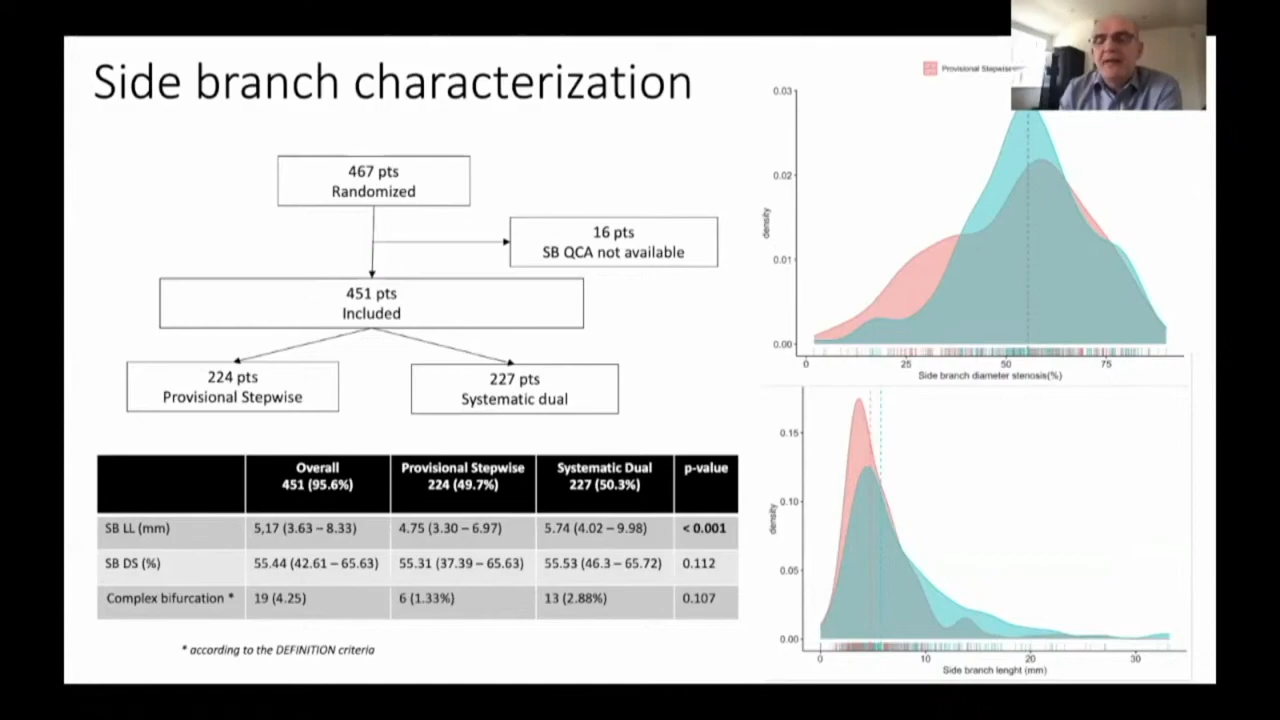 Side branch characterization
467 pts
Randomized
16 pts
SB QCA not available
451 pts
Included
224 pts
Provisional Stepwise
227 pts
Systematic dual
Overall
451 (95.6%)
Provisional Stepwise
224 (49.7%)
Systematic Dual
227 (50.3%)
p-value
SB LL (mm) 5,17 (3.63 – 8.33) 4.75 (3.30 – 6.97) 5.74 (4.02 – 9.98) < 0.001
SB DS (%) 55.44 (42.61 – 65.63) 55.31 (37.39 – 65.63) 55.53 (46.3 – 65.72) 0.112
Complex bifurcation * 19 (4.25) 6 (1.33%) 13 (2.88%) 0.107
* according to the DEFINITION criteria
Provisional Stepwise
0.03
0.02
0.01
0.00
density
0 25 50 75
Side branch diameter stenosis(%)
0.15
0.10
0.05
0.00
density
0 10 20 30
Side branch lenght (mm)